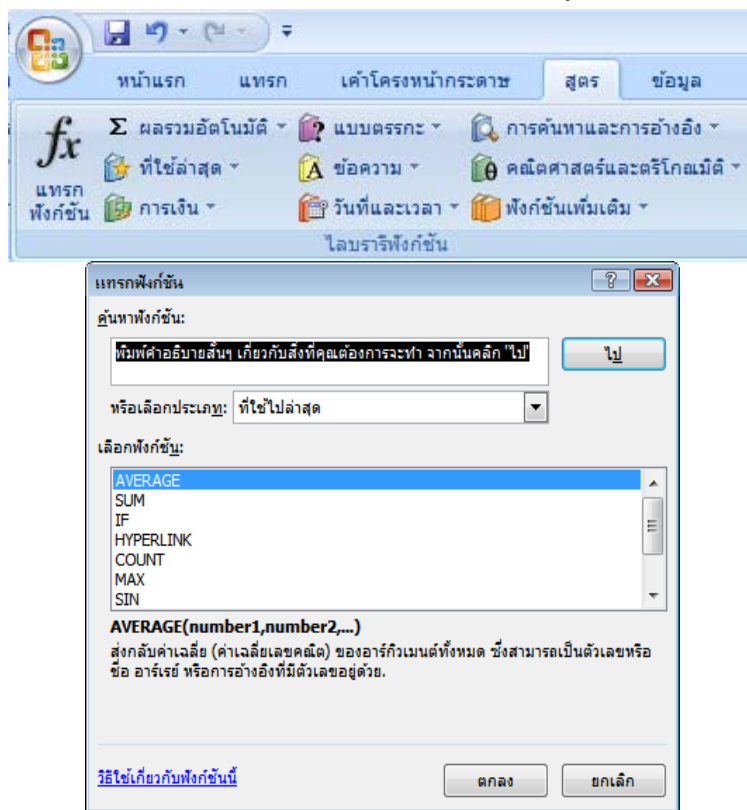 หน้าแรก แทรก เค้าโครงหน้ากระดาษ สูตร ข้อมูล
fx แทรกฟังก์ชัน
Σ ผลรวมอัตโนมัติ แบบตรรกะ การค้นหาและการอ้างอิง
ที่ใช้ล่าสุด A ข้อความ θ คณิตศาสตร์และตรีโกณมิติ
การเงิน วันที่และเวลา ฟังก์ชันเพิ่มเติม
ไลบรารีฟังก์ชัน
แทรกฟังก์ชัน
ค้นหาฟังก์ชัน:
พิมพ์คำอธิบายสั้นๆ เกี่ยวกับสิ่งที่คุณต้องการจะทำ จากนั้นคลิก "ไป" ไป
หรือเลือกประเภท: ที่ใช้ไปล่าสุด
เลือกฟังก์ชัน:
AVERAGE
SUM
IF
HYPERLINK
COUNT
MAX
SIN
AVERAGE(number1,number2,...)
ส่งกลับค่าเฉลี่ย (ค่าเฉลี่ยเลขคณิต) ของอาร์กิวเมนต์ทั้งหมด ซึ่งสามารถเป็นตัวเลขหรือ
ชื่อ อาร์เรย์ หรือการอ้างอิงที่มีตัวเลขอยู่ด้วย.
วิธีใช้เกี่ยวกับฟังก์ชันนี้ ตกลง ยกเลิก